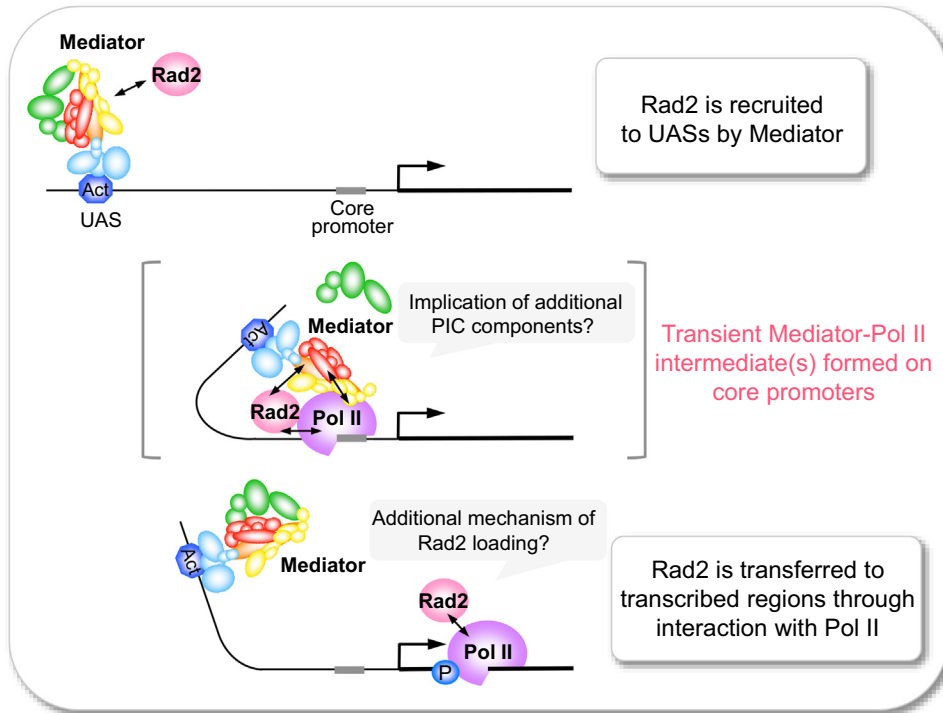 Mediator
Rad2
Act
UAS
Core
promoter
Rad2 is recruited
to UASs by Mediator
Act
Mediator
Rad2
Pol II
Implication of additional
PIC components?
Transient Mediator-Pol II
intermediate(s) formed on
core promoters
Act
Mediator
Additional mechanism of
Rad2 loading?
Rad2
Pol II
P
Rad2 is transferred to
transcribed regions through
interaction with Pol II